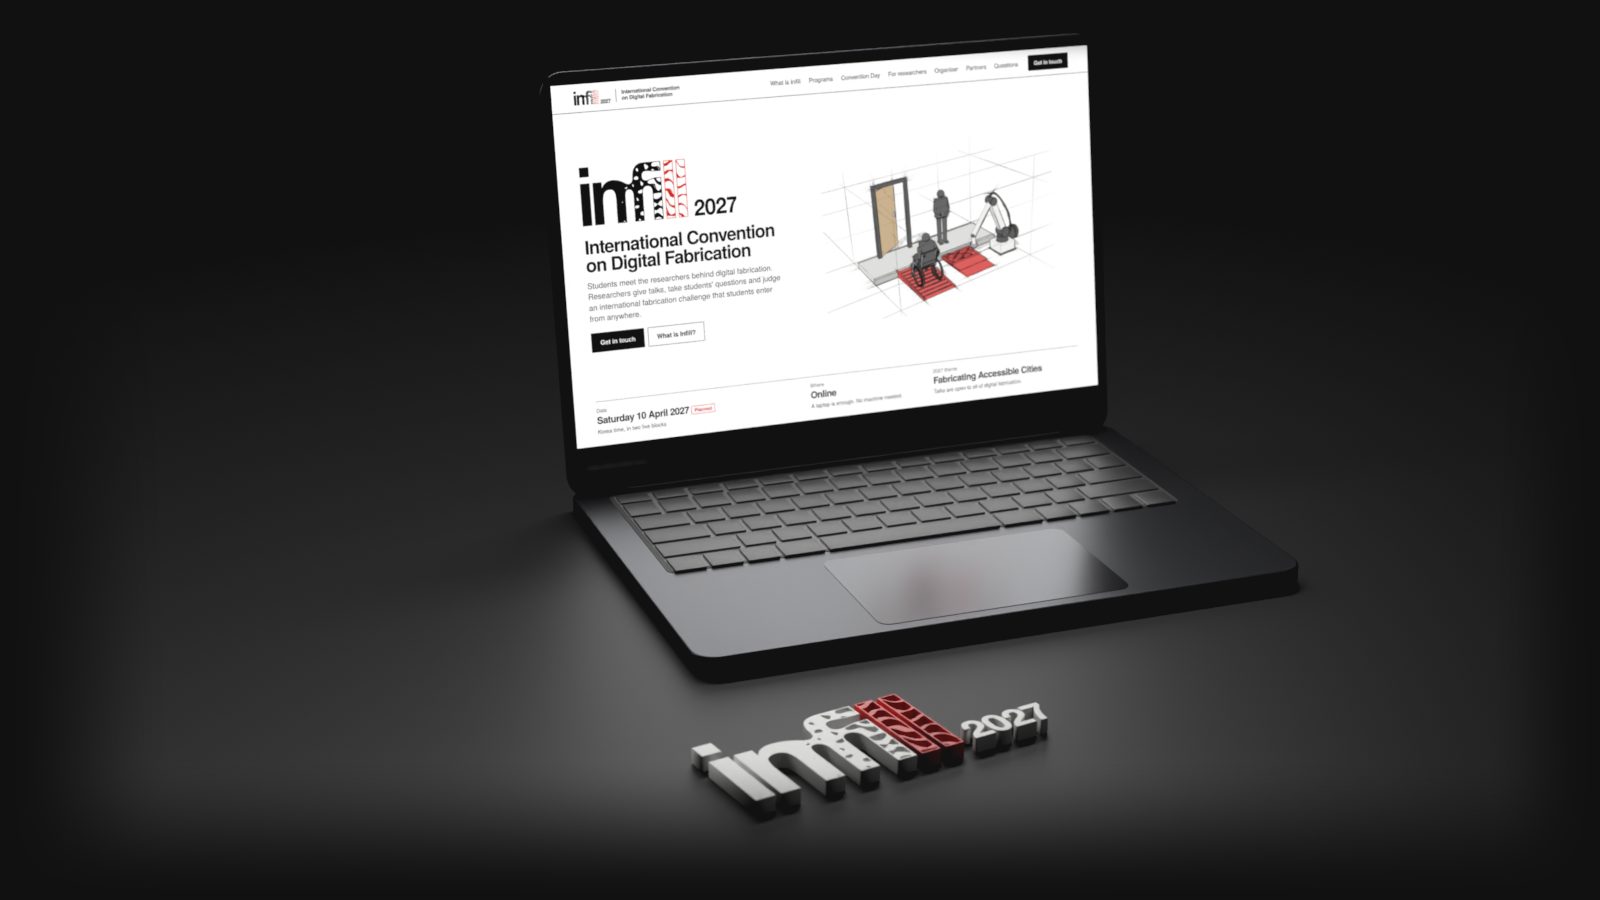 infill 2027
International Convention
on Digital Fabrication
What is Infill
Programs
Convention Day
For researchers
Organiser
Partners
Questions
Get in touch
infill 2027
International Convention
on Digital Fabrication
Students meet the researchers behind digital fabrication.
Researchers give talks, take students' questions and judge
an international fabrication challenge that students enter
from anywhere.
Get in touch
What is Infill?
Date
Saturday 10 April 2027 Planned
Korea time, in two live blocks
Where
Online
A laptop is enough. No machine needed.
2027 theme
Fabricating Accessible Cities
Talks are open to all of digital fabrication.
infill 2027